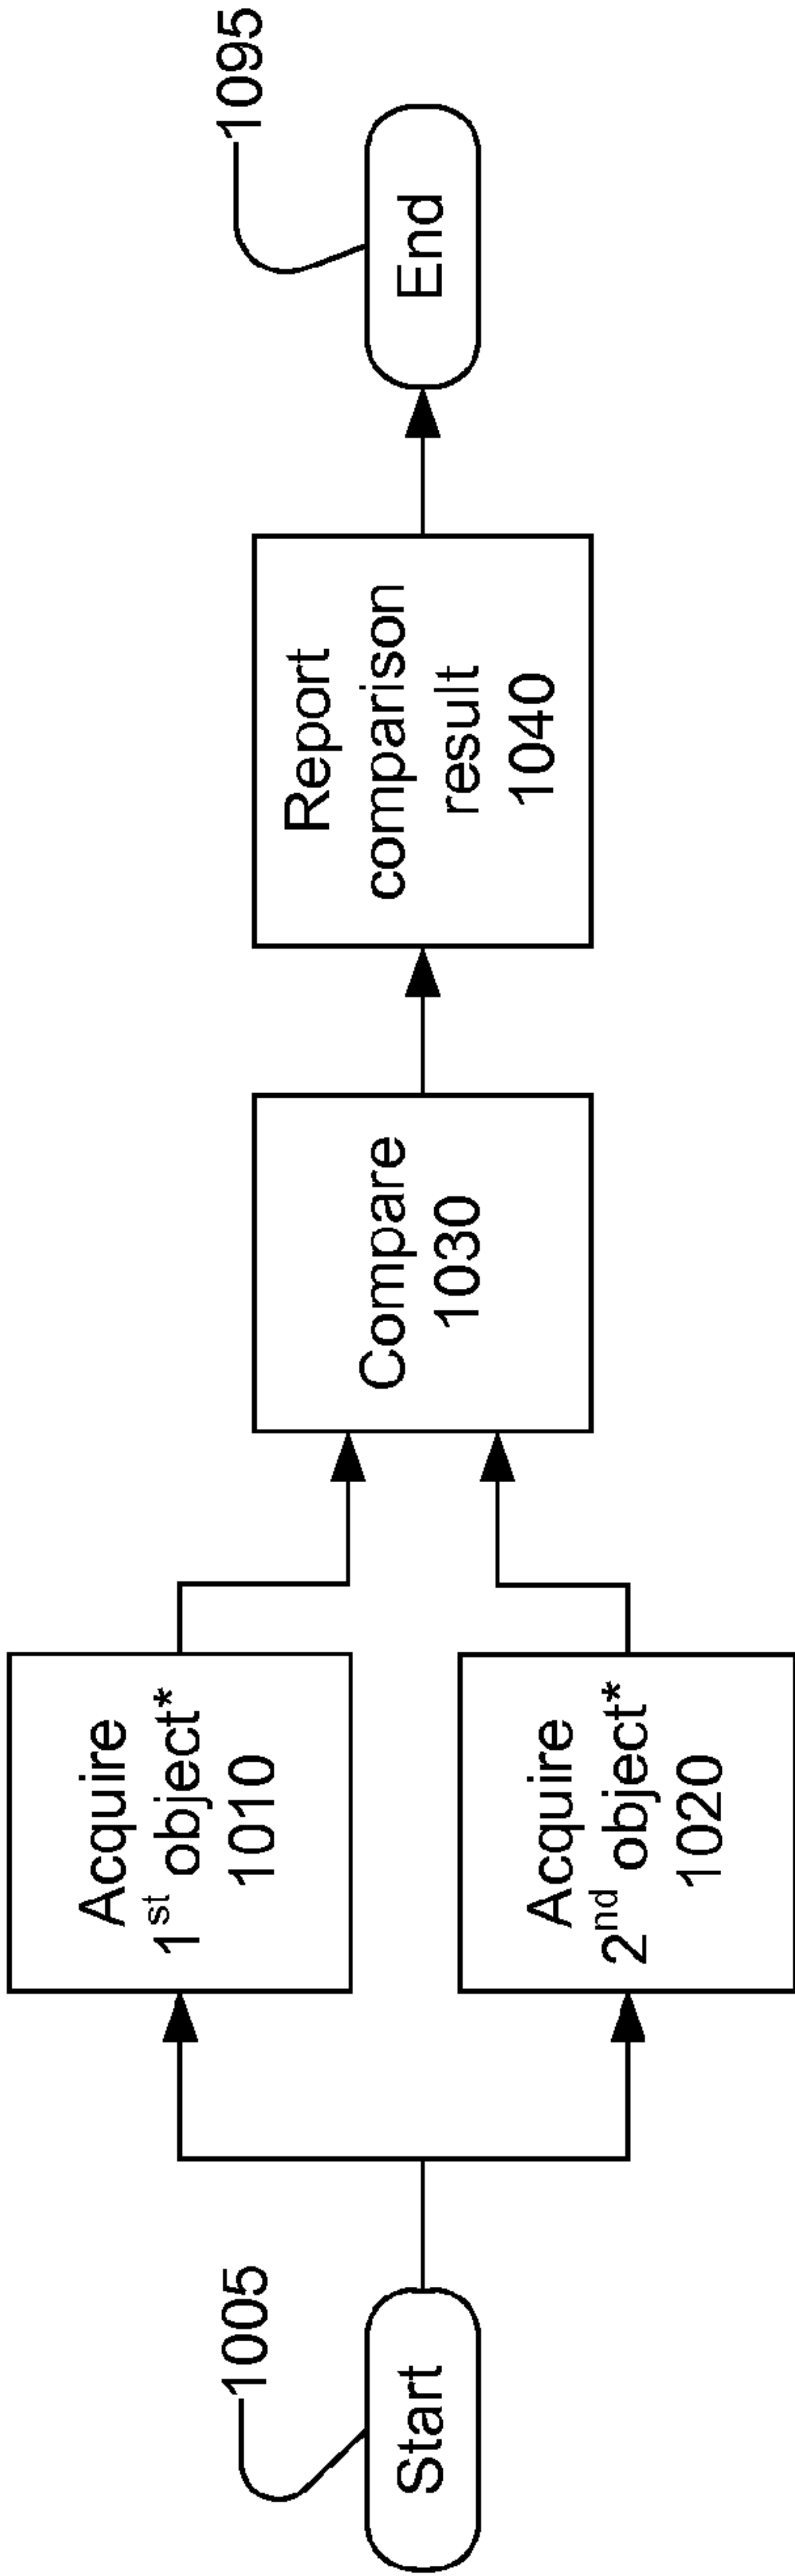 1005
Start
Acquire
1st object*
1010
Acquire
2nd object*
1020
Compare
1030
Report
comparison
result
1040
1095
End